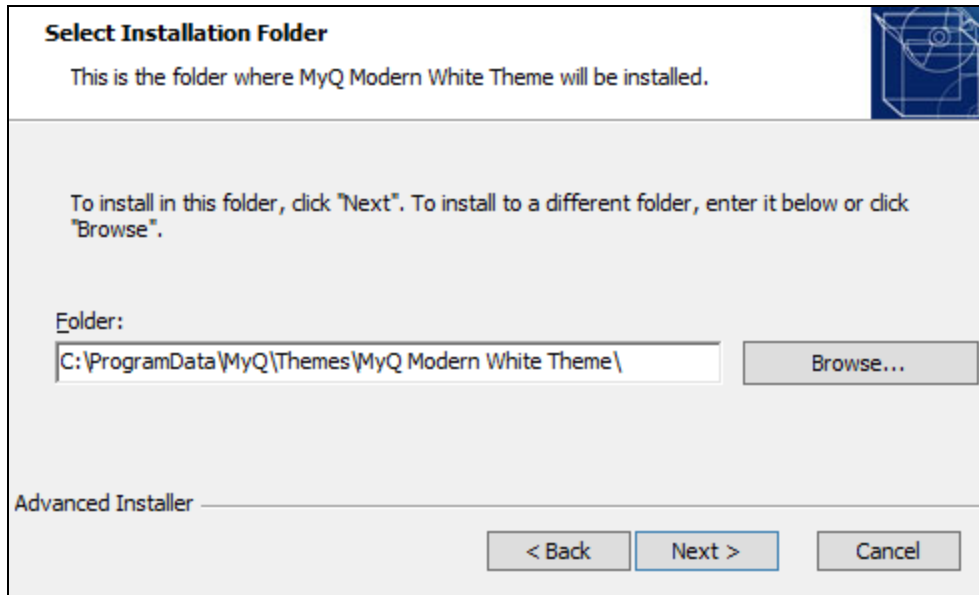 Select Installation Folder
This is the folder where MyQ Modern White Theme will be installed.
To install in this folder, click "Next". To install to a different folder, enter it below or click
"Browse".
Folder:
C:\ProgramData\MyQ\Themes\MyQ Modern White Theme\
Browse...
Advanced Installer
< Back
Next >
Cancel